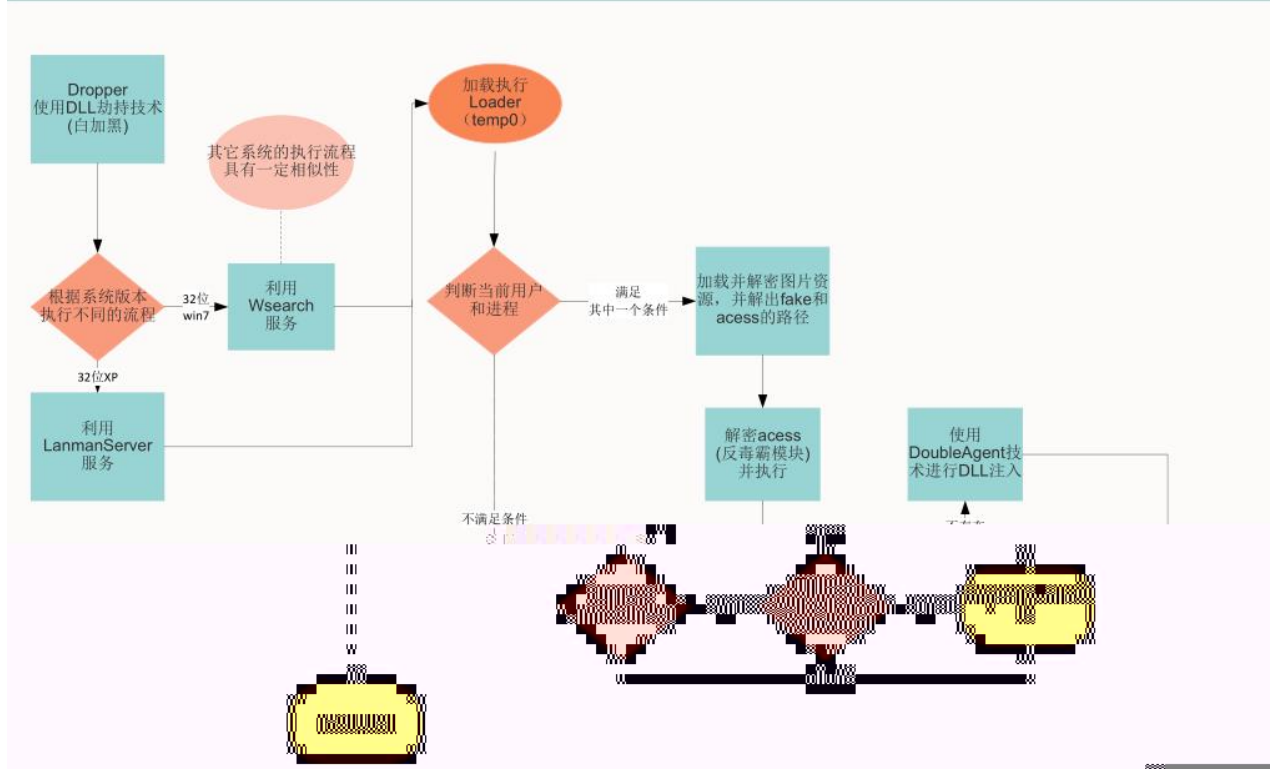 Dropper
使用DLL劫持技术
(白加黑)
加载执行
Loader
（temp0）
其它系统的执行流程
具有一定相似性
根据系统版本
执行不同的流程
32位
win7
利用
Wsearch
服务
判断当前用户
和进程
满足
其中一个条件
加载并解密图片资
源，并解出fake和
acess的路径
32位XP
利用
LanmanServer
服务
解密acess
(反毒霸模块)
并执行
使用
DoubleAgent技
术进行DLL注入
不满足条件